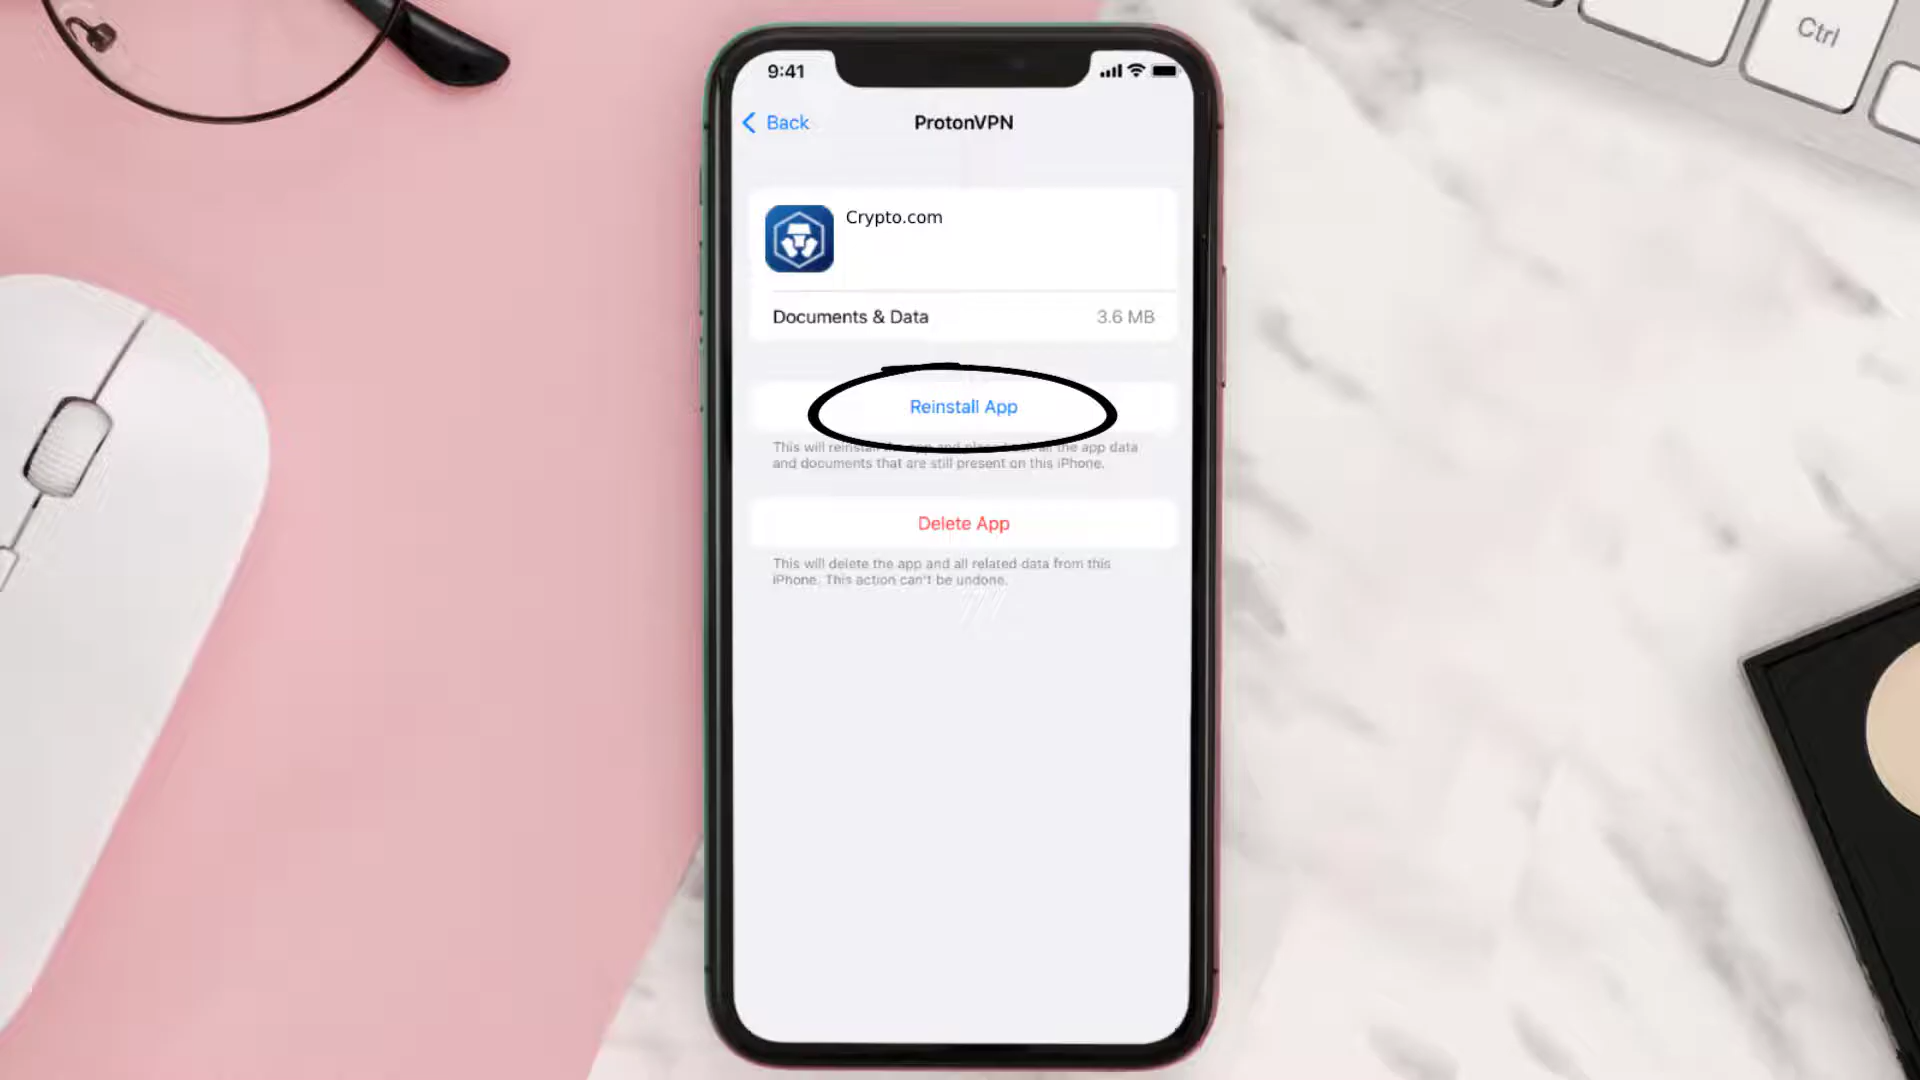 9:41
Back
ProtonVPN
Ctrl
Crypto.com
Documents & Data
3.6 MB
Reinstall App
This will reinstall the app and place back all the app data
and documents that are still present on this iPhone.
Delete App
This will delete the app and all related data from this
iPhone. This action can't be undone.